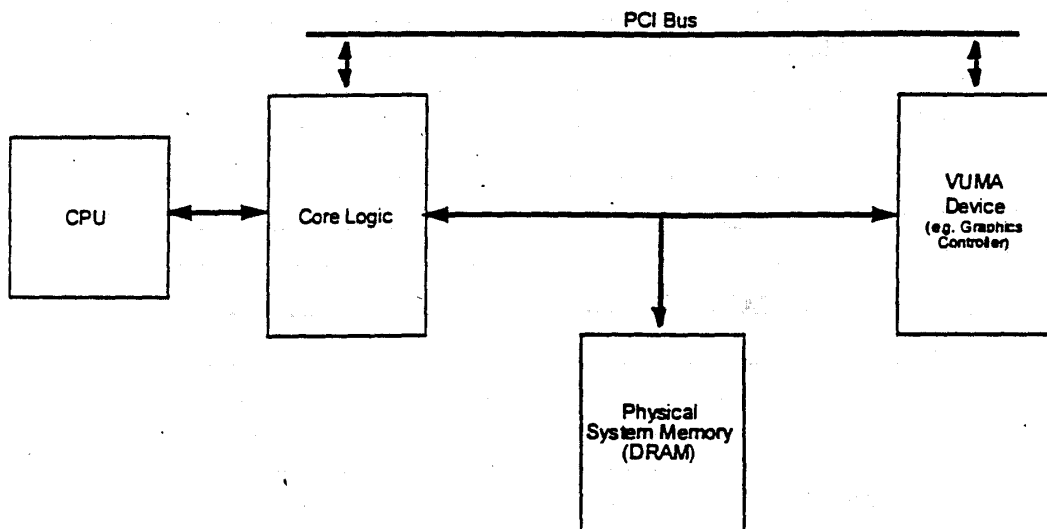 PCI Bus
CPU
Core Logic
VUMA
Device
(eg. Graphics
Controller)
Physical
System Memory
(DRAM)